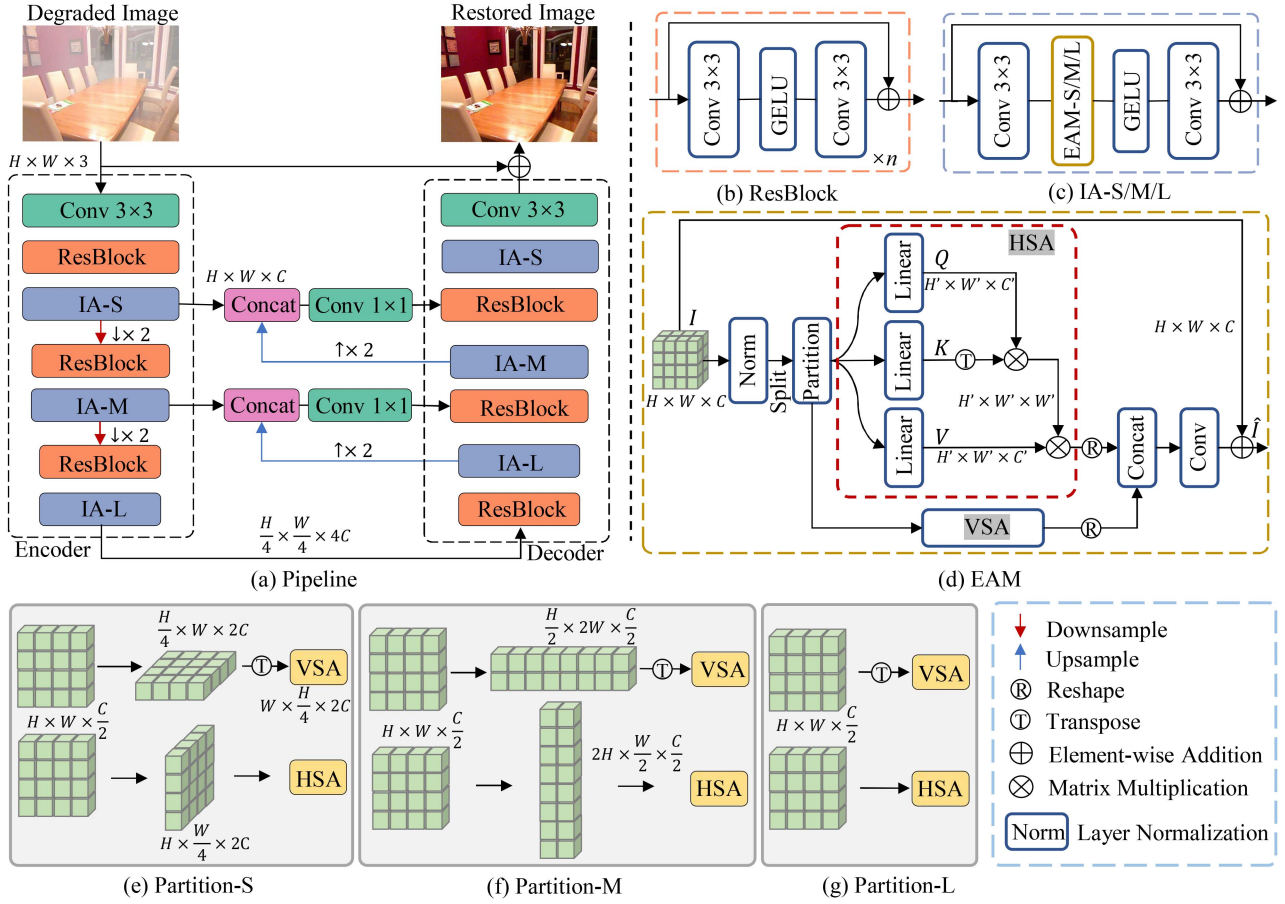 Degraded Image
Restored Image
H × W × 3
Conv 3×3
ResBlock
IA-S
↓× 2
ResBlock
IA-M
↓× 2
ResBlock
IA-L
Encoder
H × W × C
Concat
Conv 1×1
↑× 2
Concat
Conv 1×1
↑× 2
H/4 × W/4 × 4C
Conv 3×3
IA-S
ResBlock
IA-M
ResBlock
IA-L
ResBlock
Decoder
(a) Pipeline
Conv 3×3
GELU
Conv 3×3
×n
(b) ResBlock
Conv 3×3
EAM-S/M/L
GELU
Conv 3×3
(c) IA-S/M/L
I
H × W × C
Norm
Split
Partition
HSA
Linear
Q
H' × W' × C'
Linear
K
T
H' × W' × W'
Linear
V
H' × W' × C'
R
VSA
R
Concat
Conv
H × W × C
Î
(d) EAM
H/4 × W × 2C
T
VSA
W × H/4 × 2C
H × W × C/2
HSA
H × W/4 × 2C
(e) Partition-S
H/2 × 2W × C/2
T
VSA
H × W × C/2
2H × W/2 × C/2
HSA
(f) Partition-M
T
VSA
H × W × C/2
HSA
(g) Partition-L
Downsample
Upsample
R Reshape
T Transpose
Element-wise Addition
Matrix Multiplication
Norm Layer Normalization